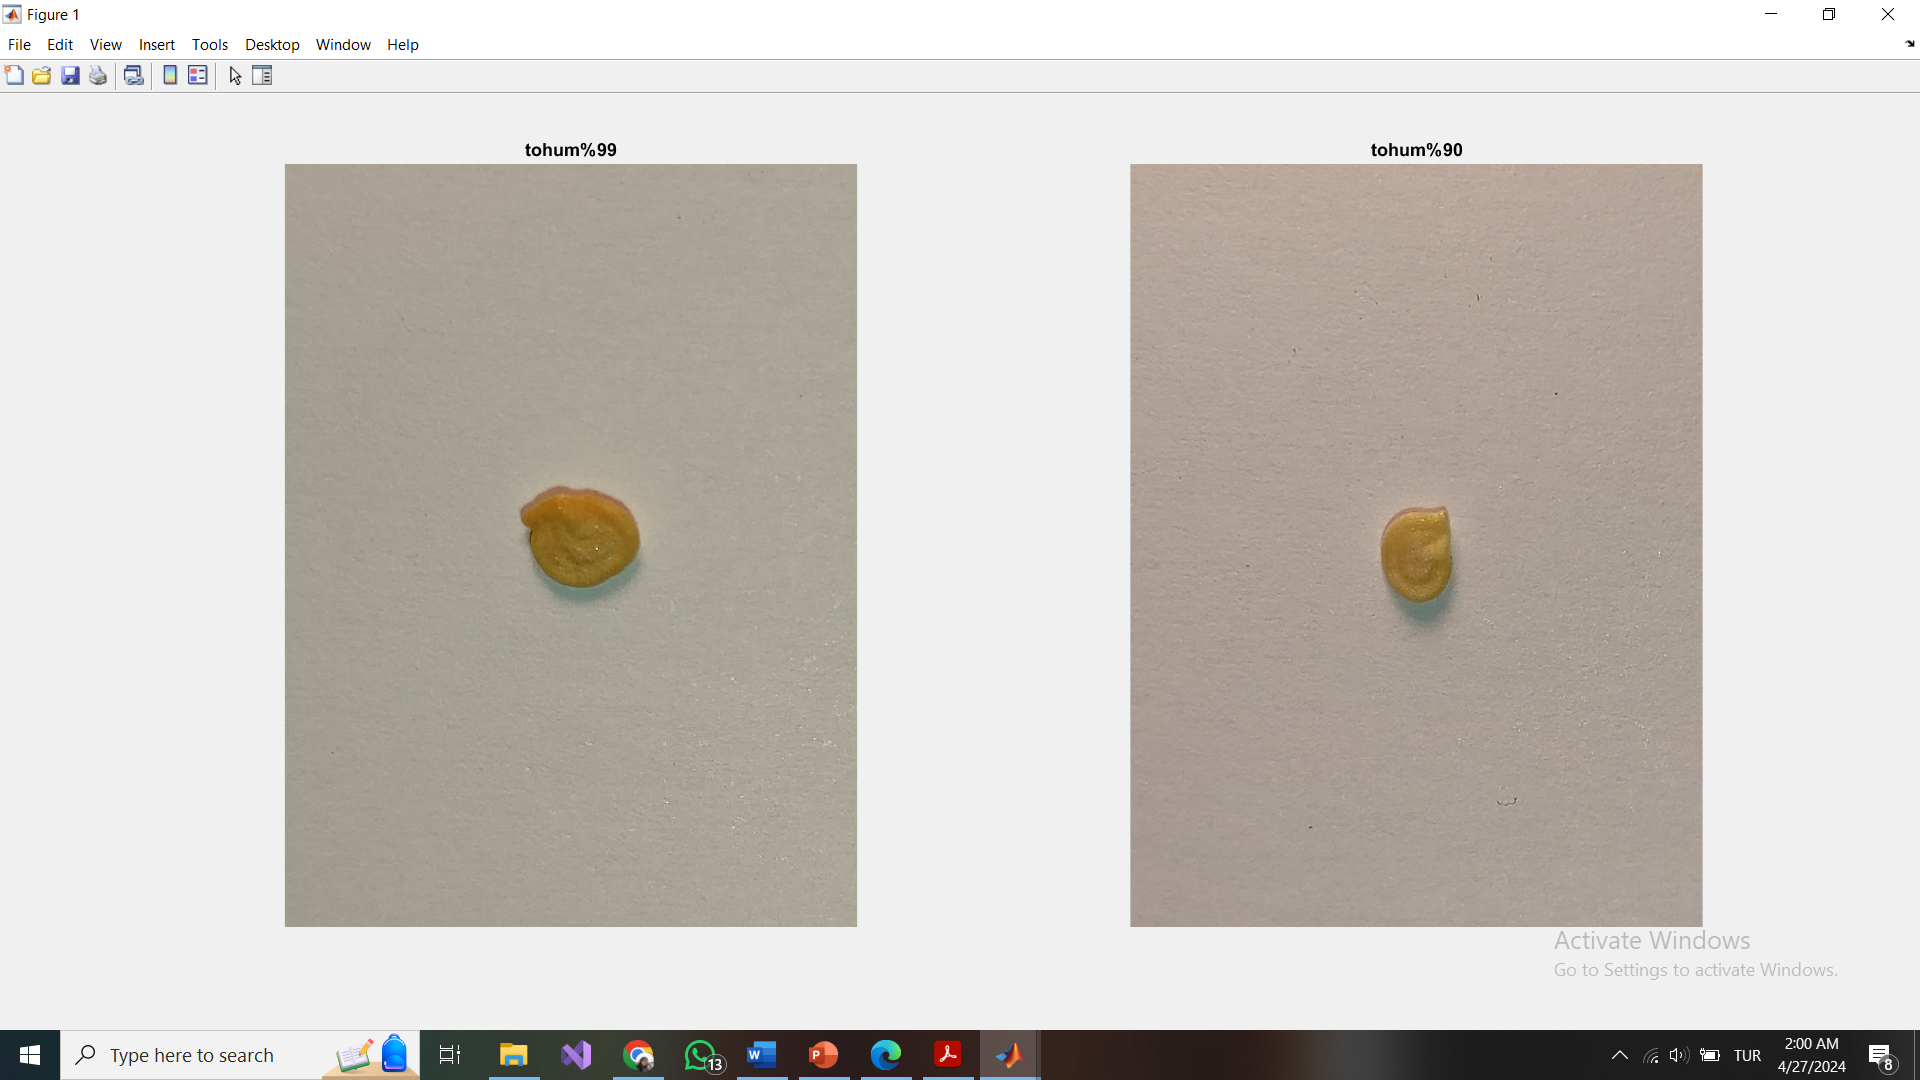 Figure 1
File Edit View Insert Tools Desktop Window Help
tohum%99
tohum%90
Activate Windows
Go to Settings to activate Windows.
Type here to search
13
W
P
TUR
2:00 AM
4/27/2024
8